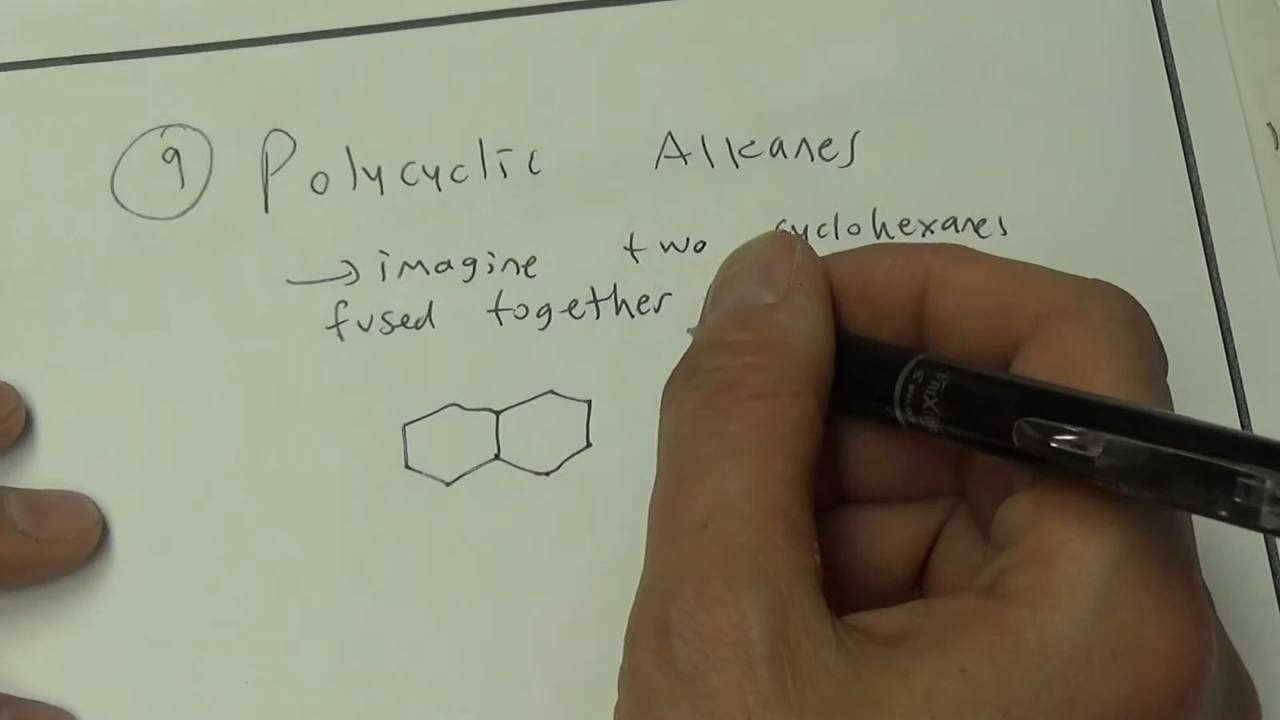 9 Polycyclic Alkanes
→ imagine two cyclohexanes
fused together